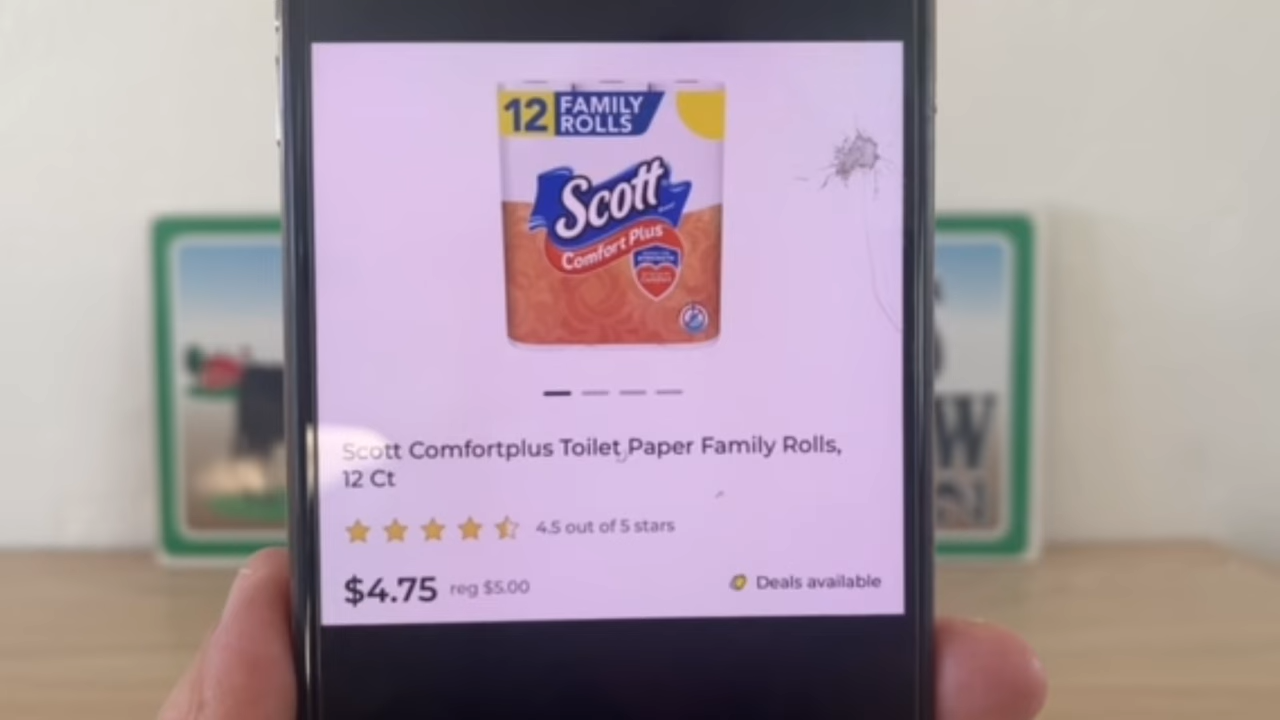 12 FAMILY
ROLLS
Scott
Comfort Plus
STRENGTH
Scott Comfortplus Toilet Paper Family Rolls,
12 Ct
4.5 out of 5 stars
$4.75 reg $5.00
Deals available
W